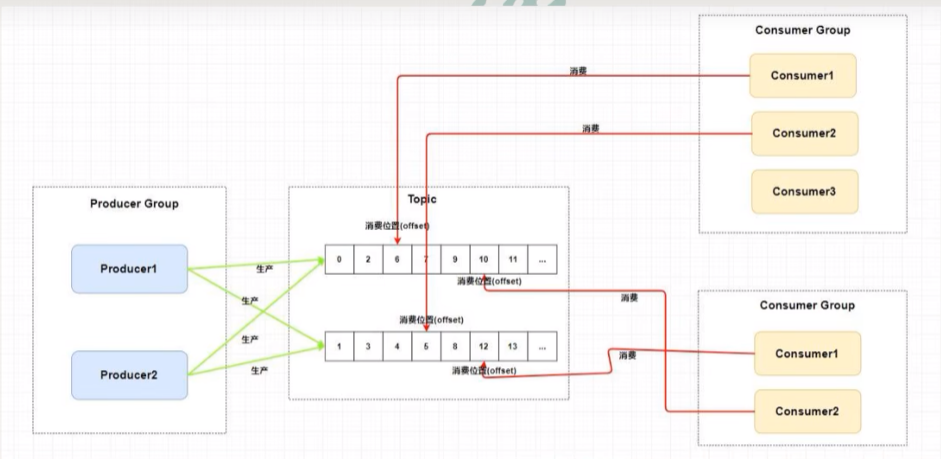 Consumer Group
Consumer1
消费
Consumer2
消费
Consumer3
Producer Group
Producer1
Producer2
生产
生产
生产
生产
Topic
消费位置(offset)
0 2 6 7 9 10 11 ...
消费位置(offset)
消费位置(offset)
1 3 4 5 8 12 13 ...
消费位置(offset)
消费
消费
Consumer Group
Consumer1
Consumer2